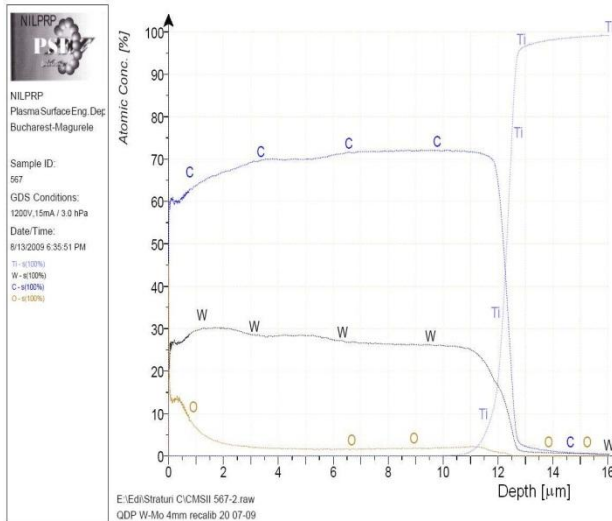 NILPRP
PSE
NILPRP
Plasma Surface Eng. Dep
Bucharest-Magurele
Sample ID:
567
GDS Conditions:
1200V,15mA / 3.0 hPa
Date/Time:
8/13/2009 6:35:51 PM
Ti - s(100%)
W - s(100%)
C - s(100%)
O - s(100%)
Atomic Conc. [%]
100
90
80
70
60
50
40
30
20
10
0
Ti
Ti
Ti
C
C
C
C
Ti
W
W
W
W
Ti
O
O
O
O
C
O
W
0
2
4
6
8
10
12
14
16
Depth [µm]
E:\Edi\Straturi C\CMSII 567-2.raw
QDP W-Mo 4mm recalib 20 07-09